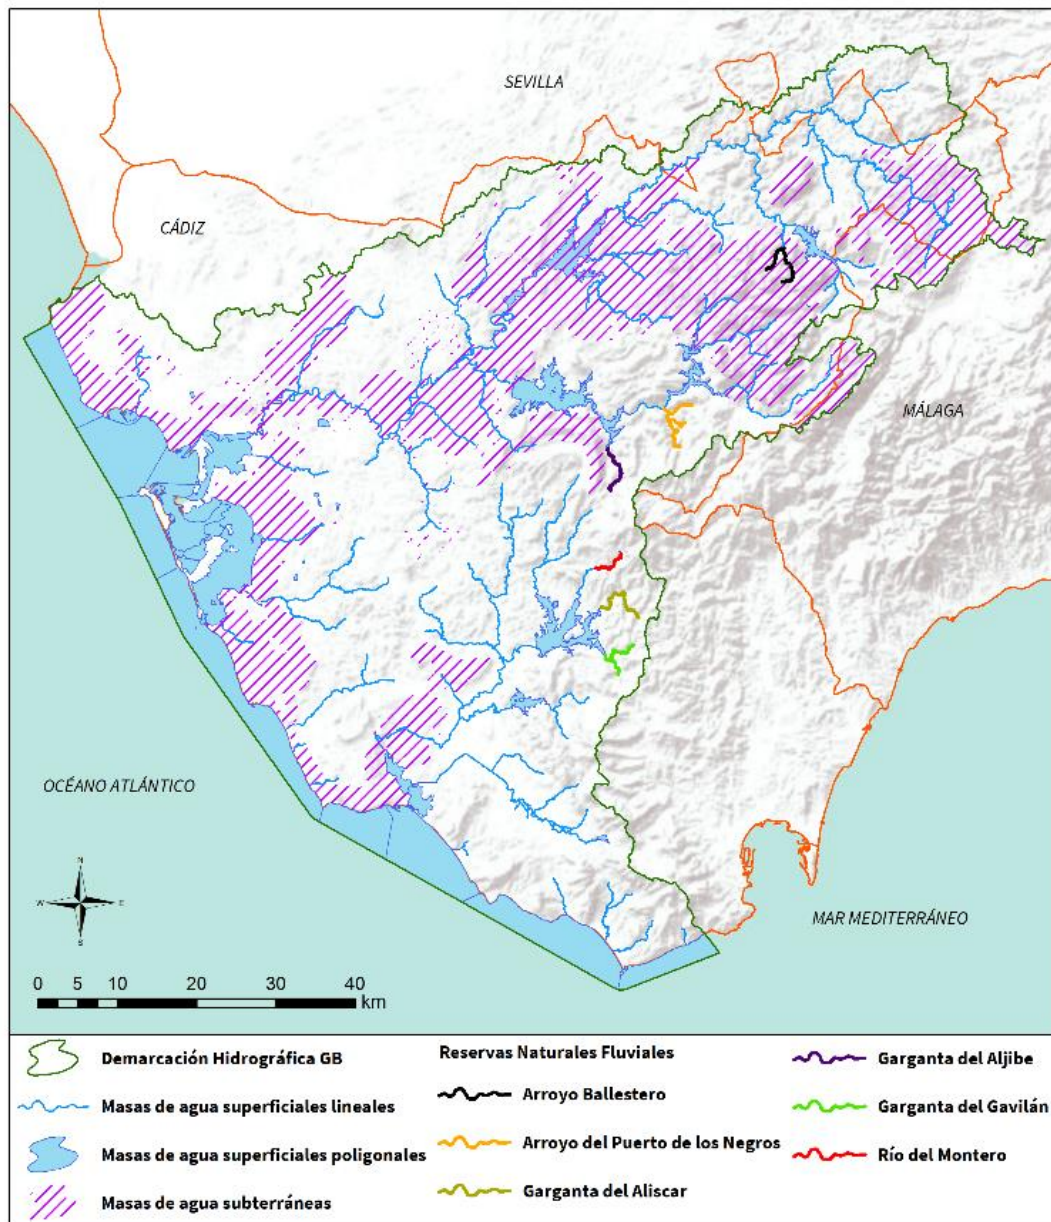 SEVILLA
CÁDIZ
MÁLAGA
OCÉANO ATLÁNTICO
N
W E
S
MAR MEDITERRÁNEO
0 5 10 20 30 40
km
Demarcación Hidrográfica GB
Masas de agua superficiales lineales
Masas de agua superficiales poligonales
Masas de agua subterráneas
Reservas Naturales Fluviales
Arroyo Ballestero
Arroyo del Puerto de los Negros
Garganta del Aliscar
Garganta del Aljibe
Garganta del Gavilán
Río del Montero